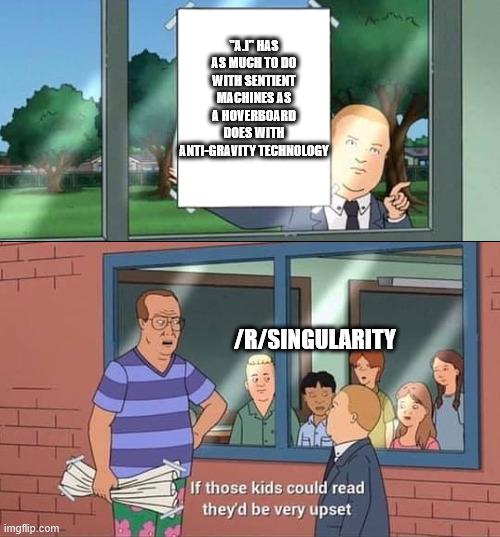 "A.I" HAS
AS MUCH TO DO
WITH SENTIENT
MACHINES AS
A HOVERBOARD
DOES WITH
ANTI-GRAVITY TECHNOLOGY
/R/SINGULARITY
If those kids could read
they'd be very upset
imgflip.com